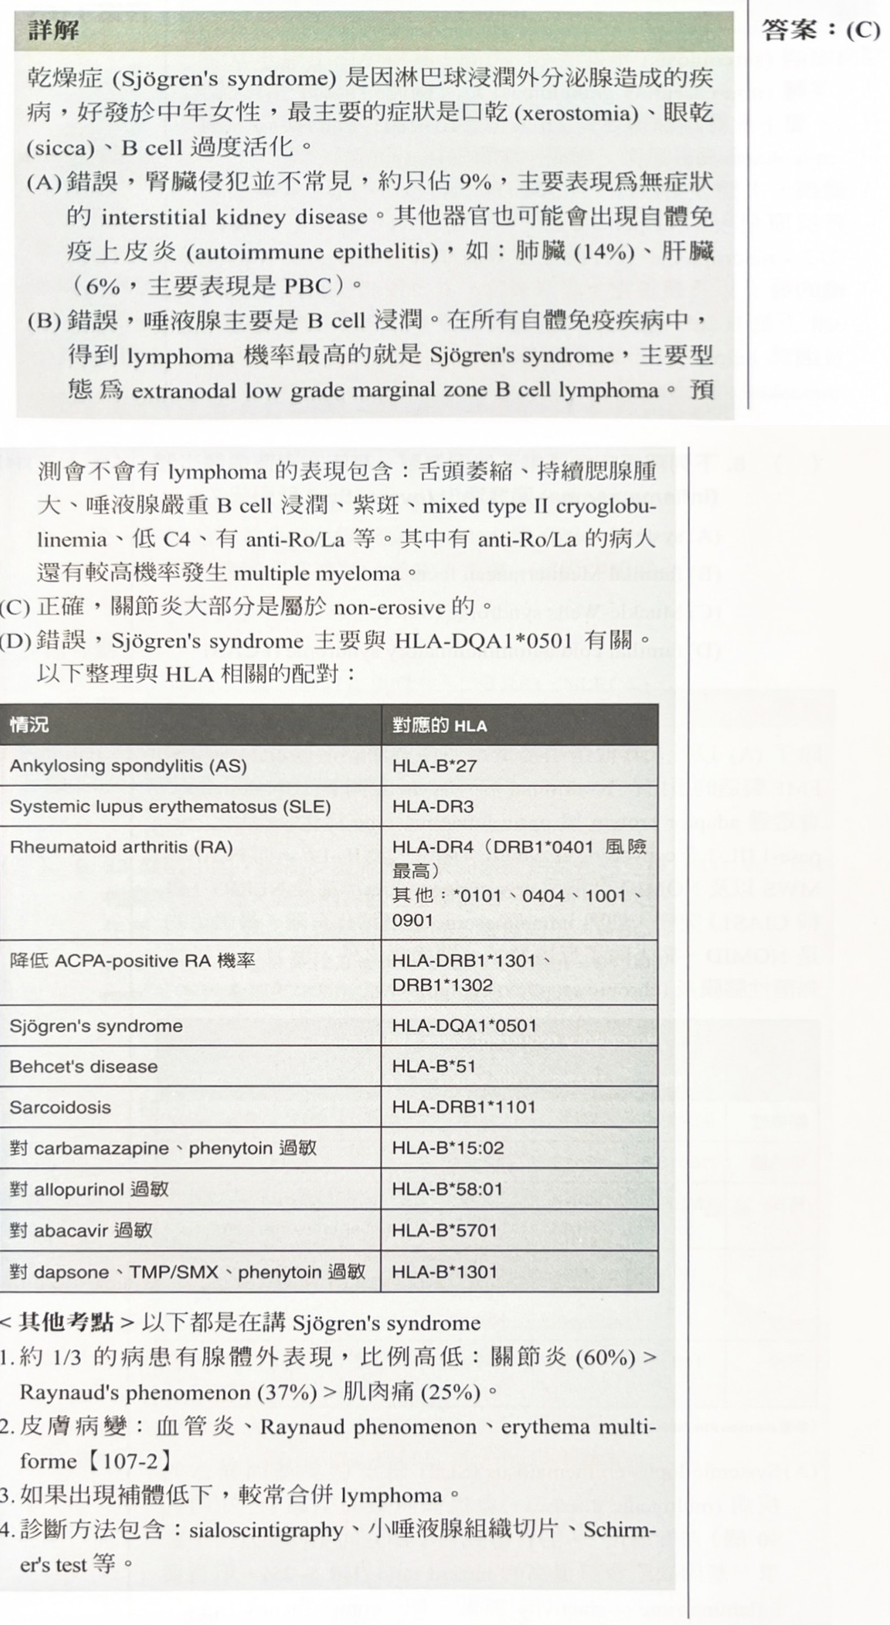 詳解
答案：(C)
乾燥症 (Sjögren's syndrome) 是因淋巴球浸潤外分泌腺造成的疾
病，好發於中年女性，最主要的症狀是口乾 (xerostomia)、眼乾
(sicca)、B cell 過度活化。
(A) 錯誤，腎臟侵犯並不常見，約只佔 9%，主要表現為無症狀
的 interstitial kidney disease。其他器官也可能會出現自體免
疫上皮炎 (autoimmune epithelitis)，如：肺臟 (14%)、肝臟
（6%，主要表現是 PBC）。
(B) 錯誤，唾液腺主要是 B cell 浸潤。在所有自體免疫疾病中，
得到 lymphoma 機率最高的就是 Sjögren's syndrome，主要型
態為 extranodal low grade marginal zone B cell lymphoma。預
測會不會有 lymphoma 的表現包含：舌頭萎縮、持續腮腺腫
大、唾液腺嚴重 B cell 浸潤、紫斑、mixed type II cryoglobu-
linemia、低 C4、有 anti-Ro/La 等。其中有 anti-Ro/La 的病人
還有較高機率發生 multiple myeloma。
(C) 正確，關節炎大部分是屬於 non-erosive 的。
(D) 錯誤，Sjögren's syndrome 主要與 HLA-DQA1*0501 有關。
以下整理與 HLA 相關的配對：
情況 對應的 HLA
Ankylosing spondylitis (AS) HLA-B*27
Systemic lupus erythematosus (SLE) HLA-DR3
Rheumatoid arthritis (RA) HLA-DR4（DRB1*0401 風險
最高）
其他：*0101、0404、1001、
0901
降低 ACPA-positive RA 機率 HLA-DRB1*1301、
DRB1*1302
Sjögren's syndrome HLA-DQA1*0501
Behcet's disease HLA-B*51
Sarcoidosis HLA-DRB1*1101
對 carbamazapine、phenytoin 過敏 HLA-B*15:02
對 allopurinol 過敏 HLA-B*58:01
對 abacavir 過敏 HLA-B*5701
對 dapsone、TMP/SMX、phenytoin 過敏 HLA-B*1301
< 其他考點 > 以下都是在講 Sjögren's syndrome
1. 約 1/3 的病患有腺體外表現，比例高低：關節炎 (60%) >
Raynaud's phenomenon (37%) > 肌肉痛 (25%)。
2. 皮膚病變：血管炎、Raynaud phenomenon、erythema multi-
forme【107-2】
3. 如果出現補體低下，較常合併 lymphoma。
4. 診斷方法包含：sialoscintigraphy、小唾液腺組織切片、Schirm-
er's test 等。